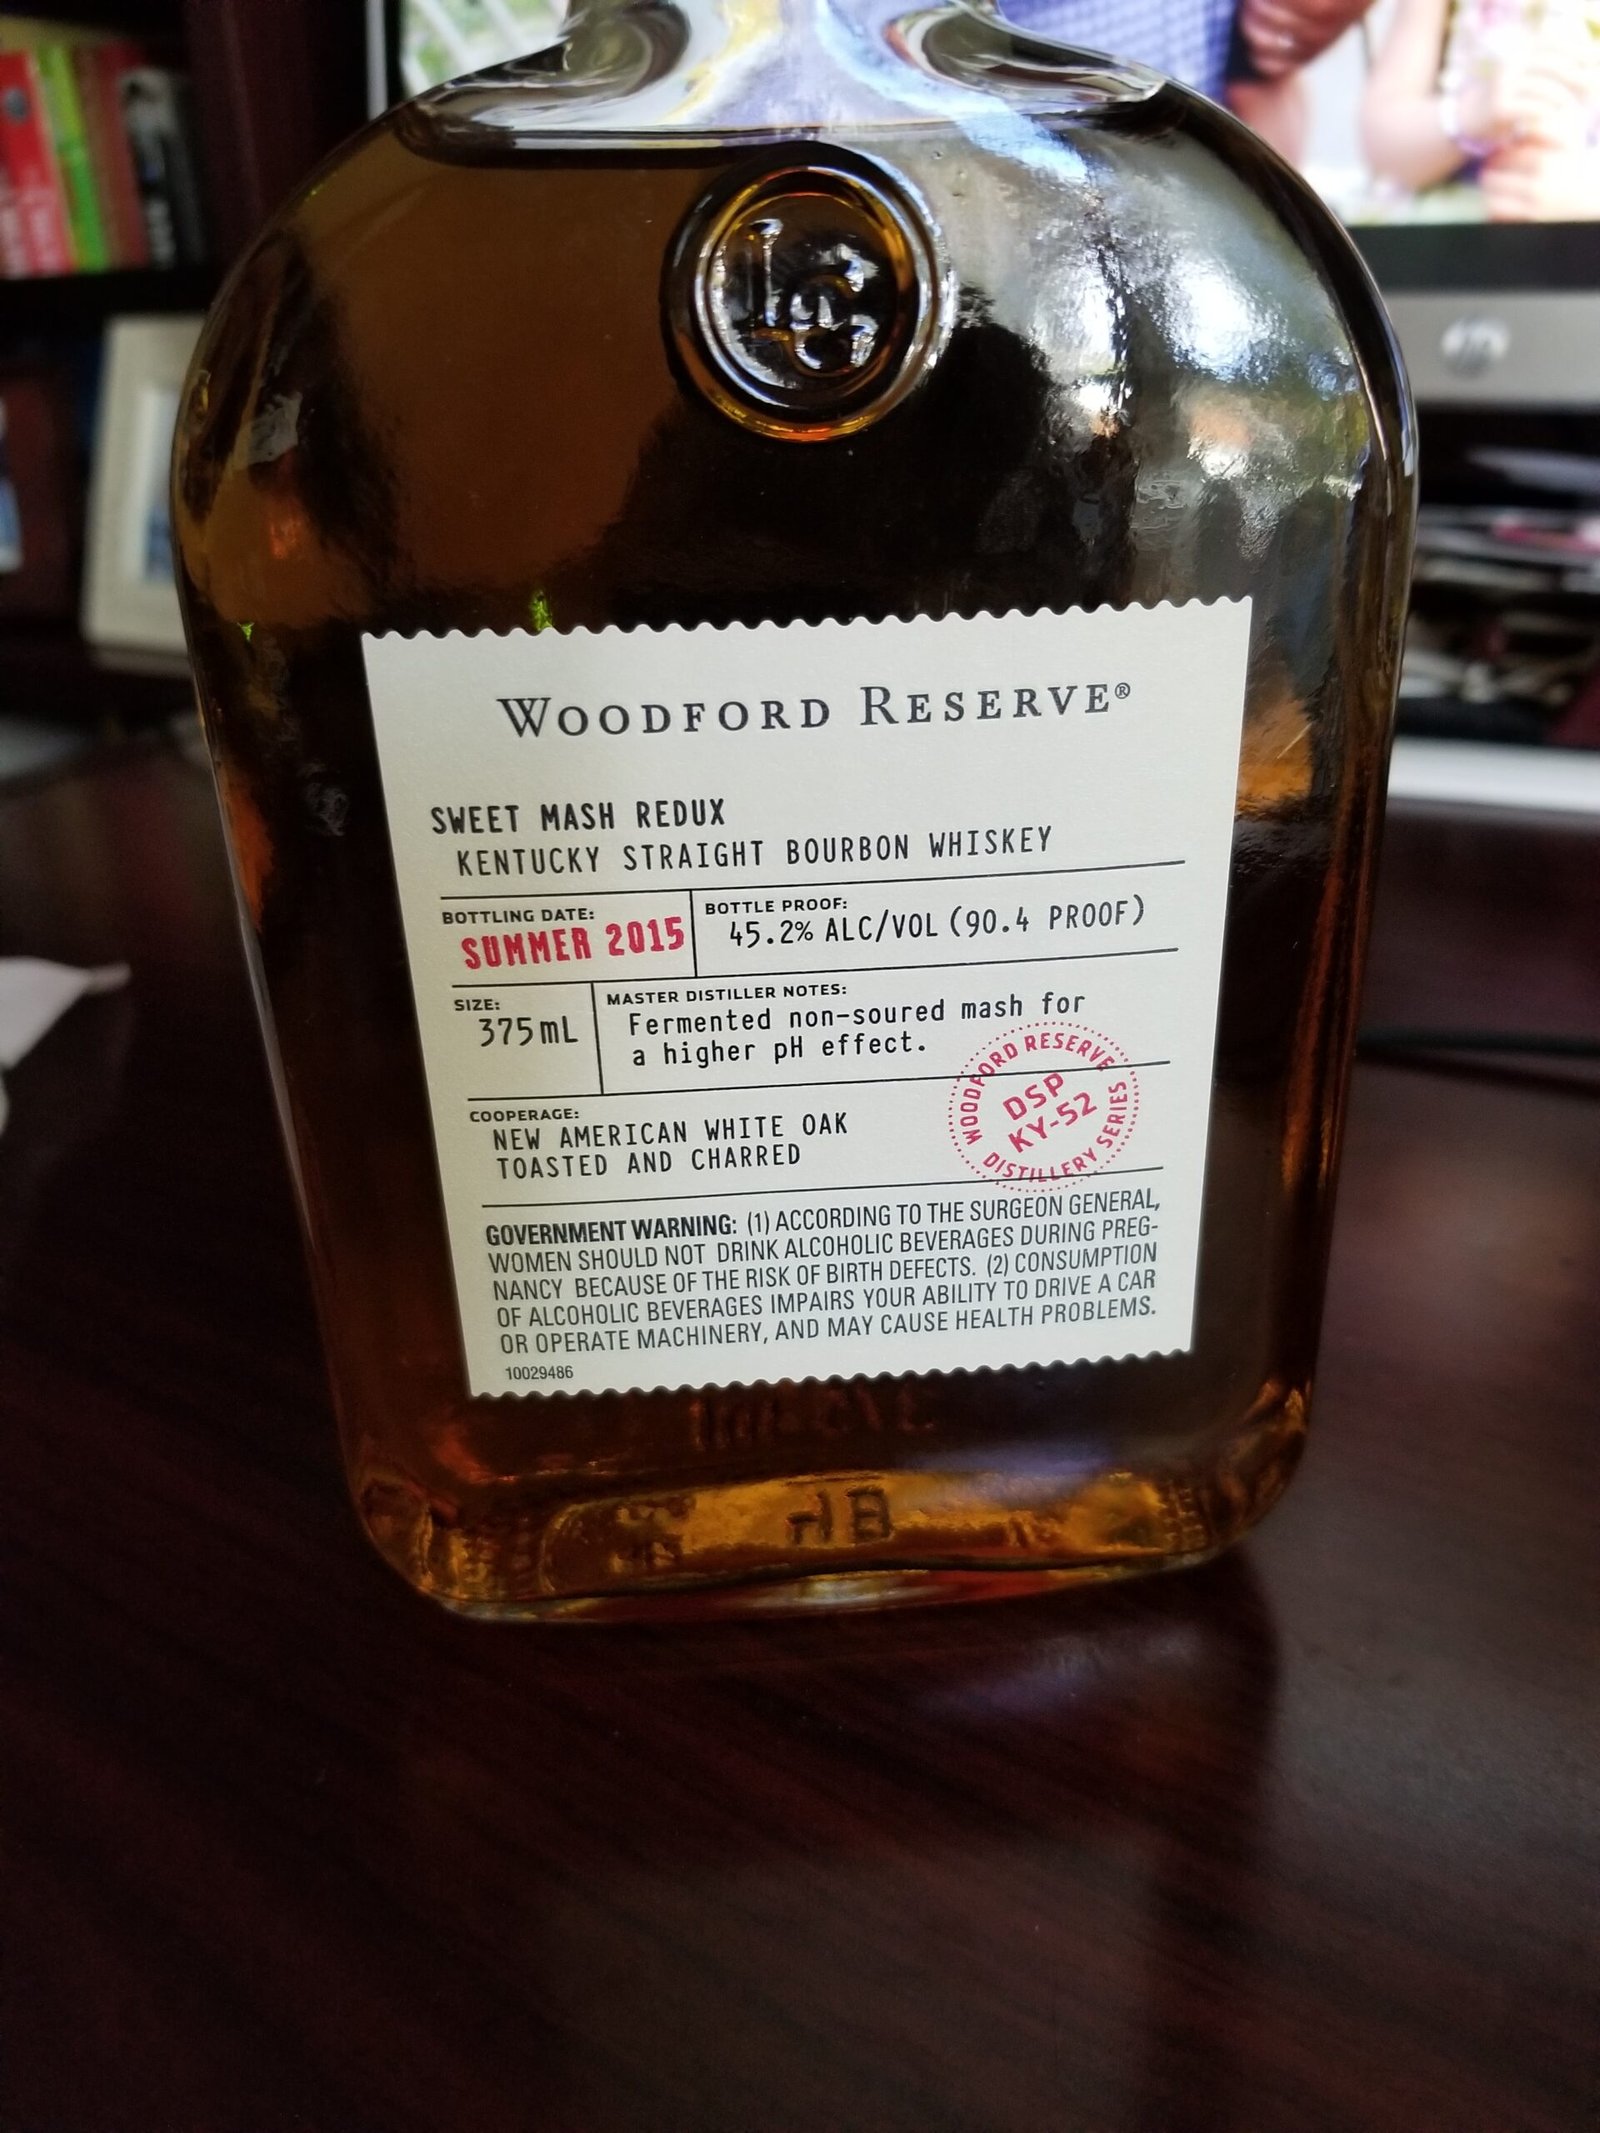 LG
WOODFORD RESERVE®
SWEET MASH REDUX
KENTUCKY STRAIGHT BOURBON WHISKEY
BOTTLING DATE:
SUMMER 2015
BOTTLE PROOF:
45.2% ALC/VOL (90.4 PROOF)
SIZE:
375mL
MASTER DISTILLER NOTES:
Fermented non-soured mash for
a higher pH effect.
COOPERAGE:
NEW AMERICAN WHITE OAK
TOASTED AND CHARRED
WOODFORD RESERVE
DSP
KY-52
DISTILLERY SERIES
GOVERNMENT WARNING: (1) ACCORDING TO THE SURGEON GENERAL,
WOMEN SHOULD NOT DRINK ALCOHOLIC BEVERAGES DURING PREG-
NANCY BECAUSE OF THE RISK OF BIRTH DEFECTS. (2) CONSUMPTION
OF ALCOHOLIC BEVERAGES IMPAIRS YOUR ABILITY TO DRIVE A CAR
OR OPERATE MACHINERY, AND MAY CAUSE HEALTH PROBLEMS.
10029486
hp